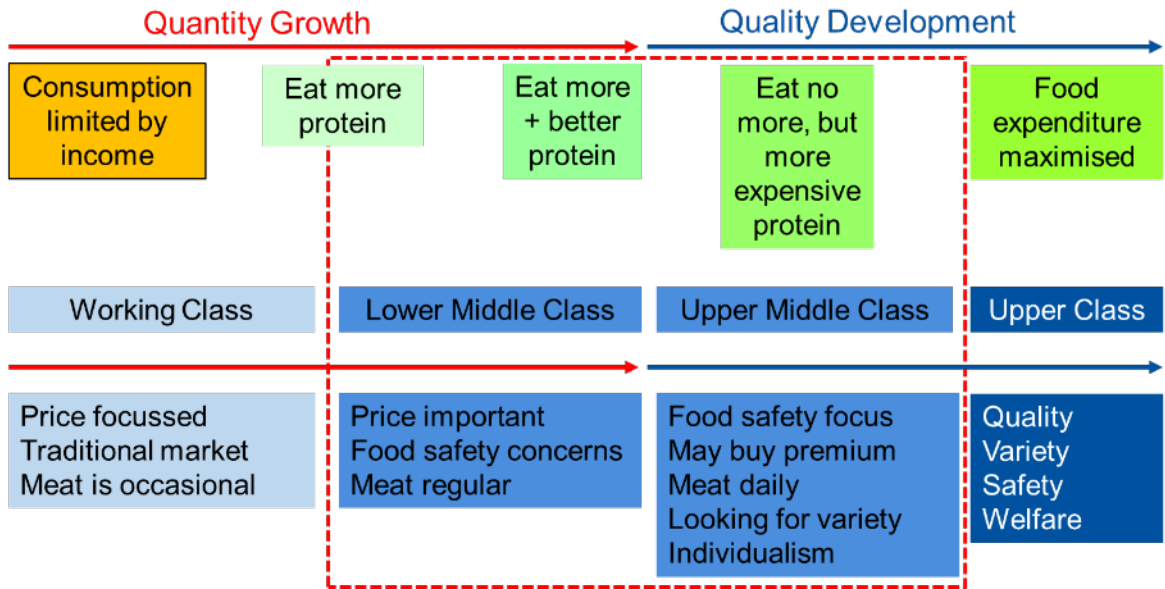 Quantity Growth
Quality Development
Consumption
limited by
income
Eat more
protein
Eat more
+ better
protein
Eat no
more, but
more
expensive
protein
Food
expenditure
maximised
Working Class
Lower Middle Class
Upper Middle Class
Upper Class
Price focussed
Traditional market
Meat is occasional
Price important
Food safety concerns
Meat regular
Food safety focus
May buy premium
Meat daily
Looking for variety
Individualism
Quality
Variety
Safety
Welfare